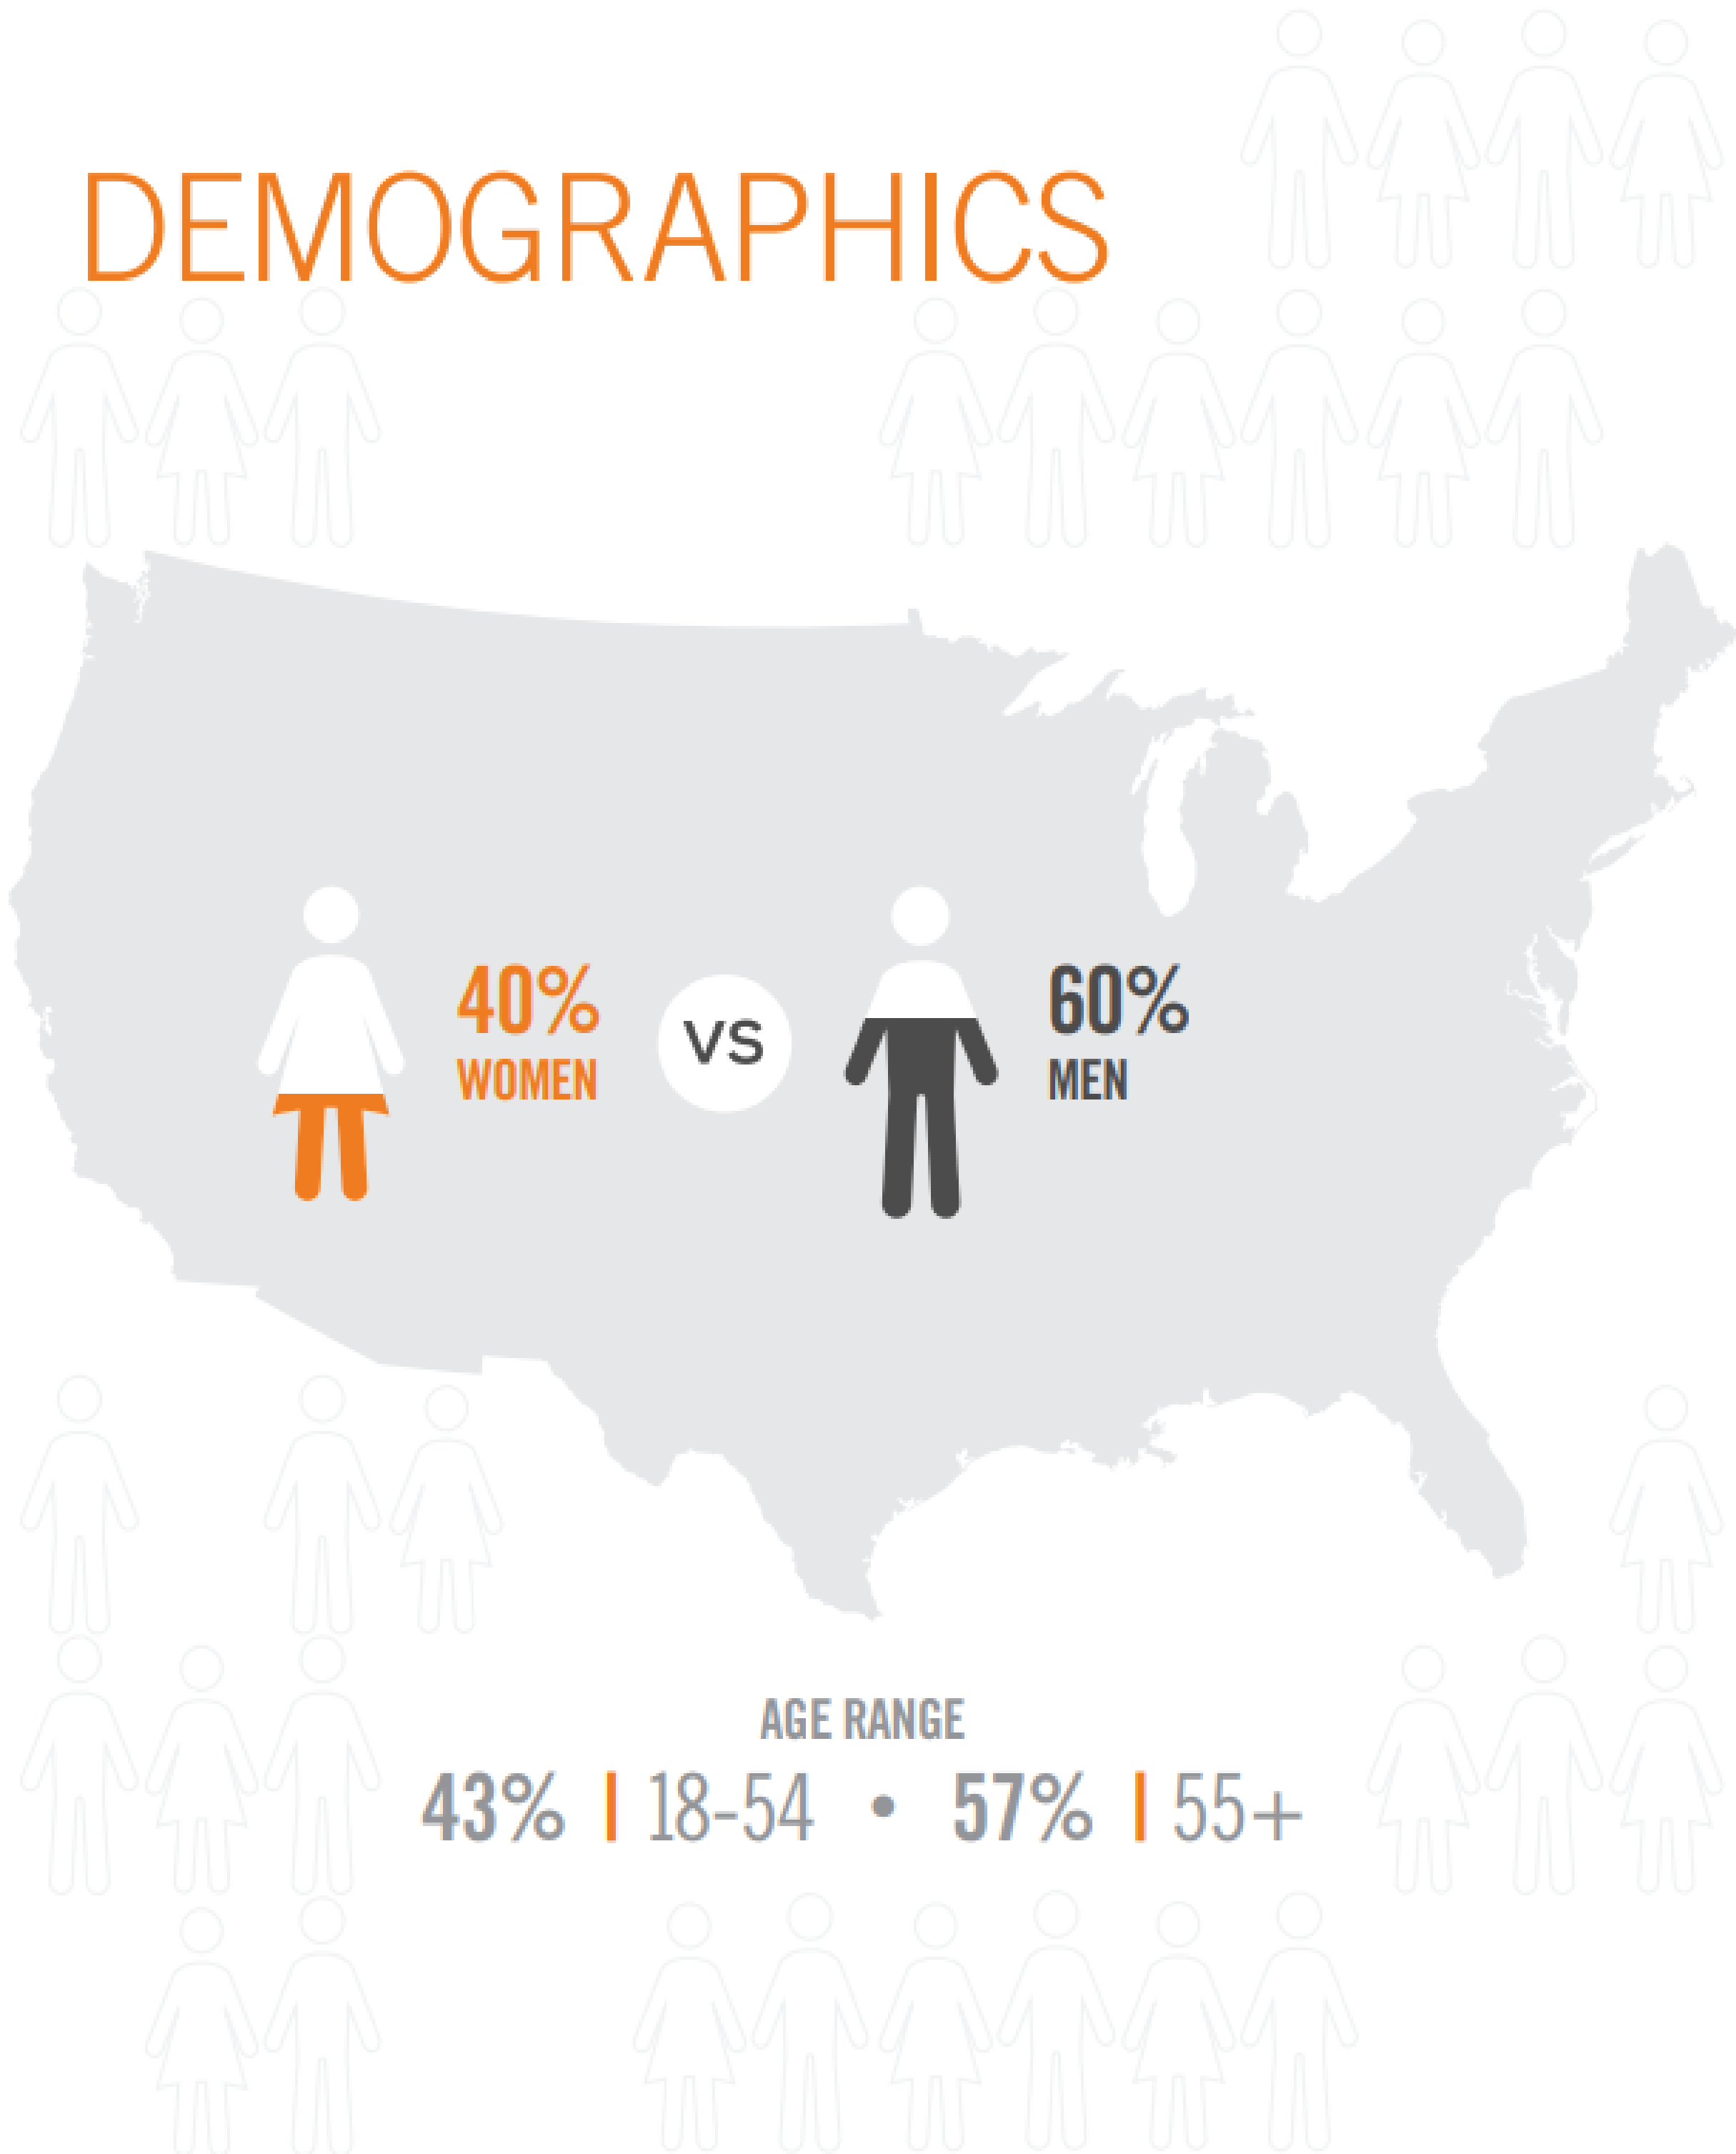 DEMOGRAPHICS
40%
WOMEN
VS
60%
MEN
AGE RANGE
43% | 18-54 • 57% | 55+